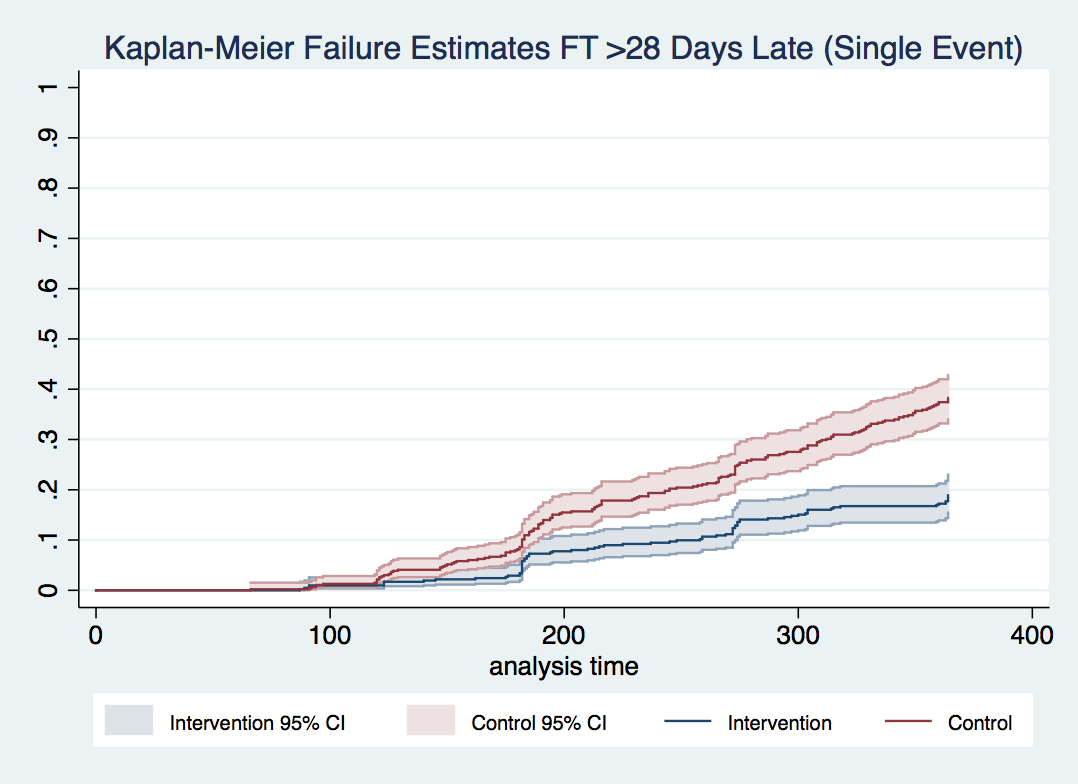 Kaplan-Meier Failure Estimates FT >28 Days Late (Single Event)
1
.9
.8
.7
.6
.5
.4
.3
.2
.1
0
0 100 200 300 400
analysis time
Intervention 95% CI Control 95% CI Intervention Control